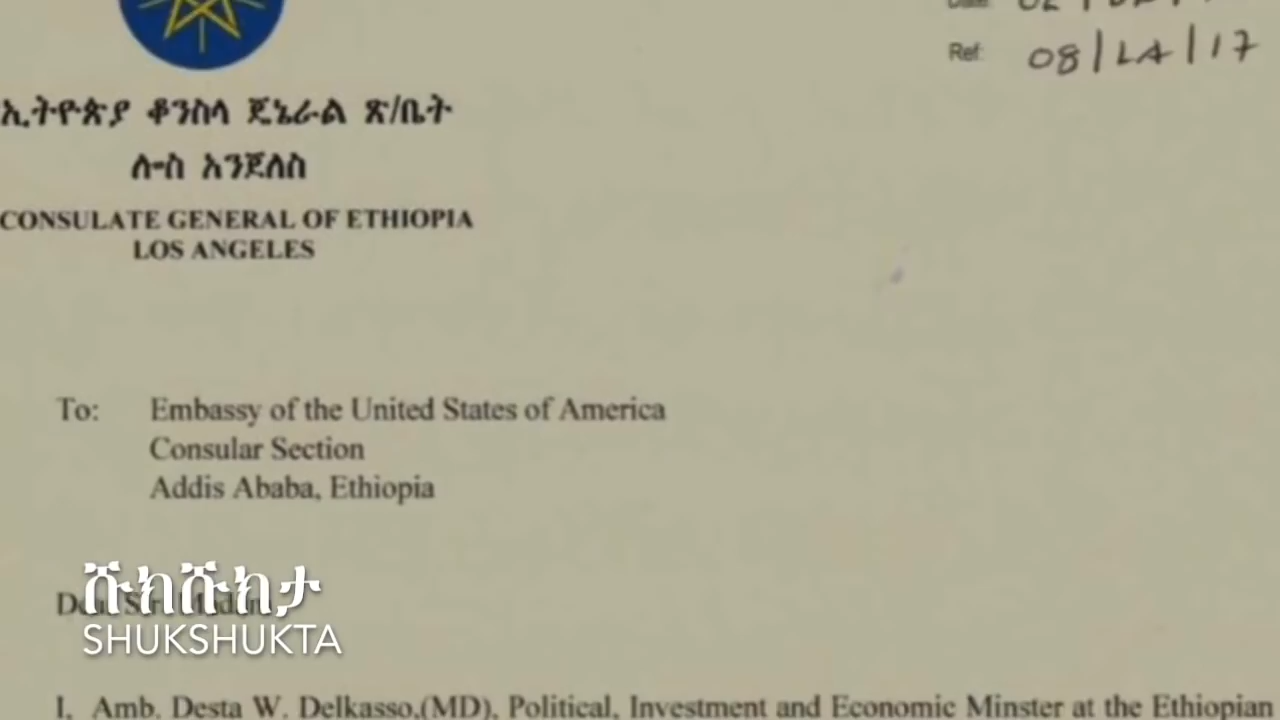 Ref: 08/LA/17
ኢትዮጵያ ቆንስላ ጀኔራል ጽ/ቤት
ሎስ አንጀለስ
CONSULATE GENERAL OF ETHIOPIA
LOS ANGELES
To: Embassy of the United States of America
Consular Section
Addis Ababa, Ethiopia
ሹክሹክታ
SHUKSHUKTA
I, Amb. Desta W. Delkasso,(MD), Political, Investment and Economic Minster at the Ethiopian